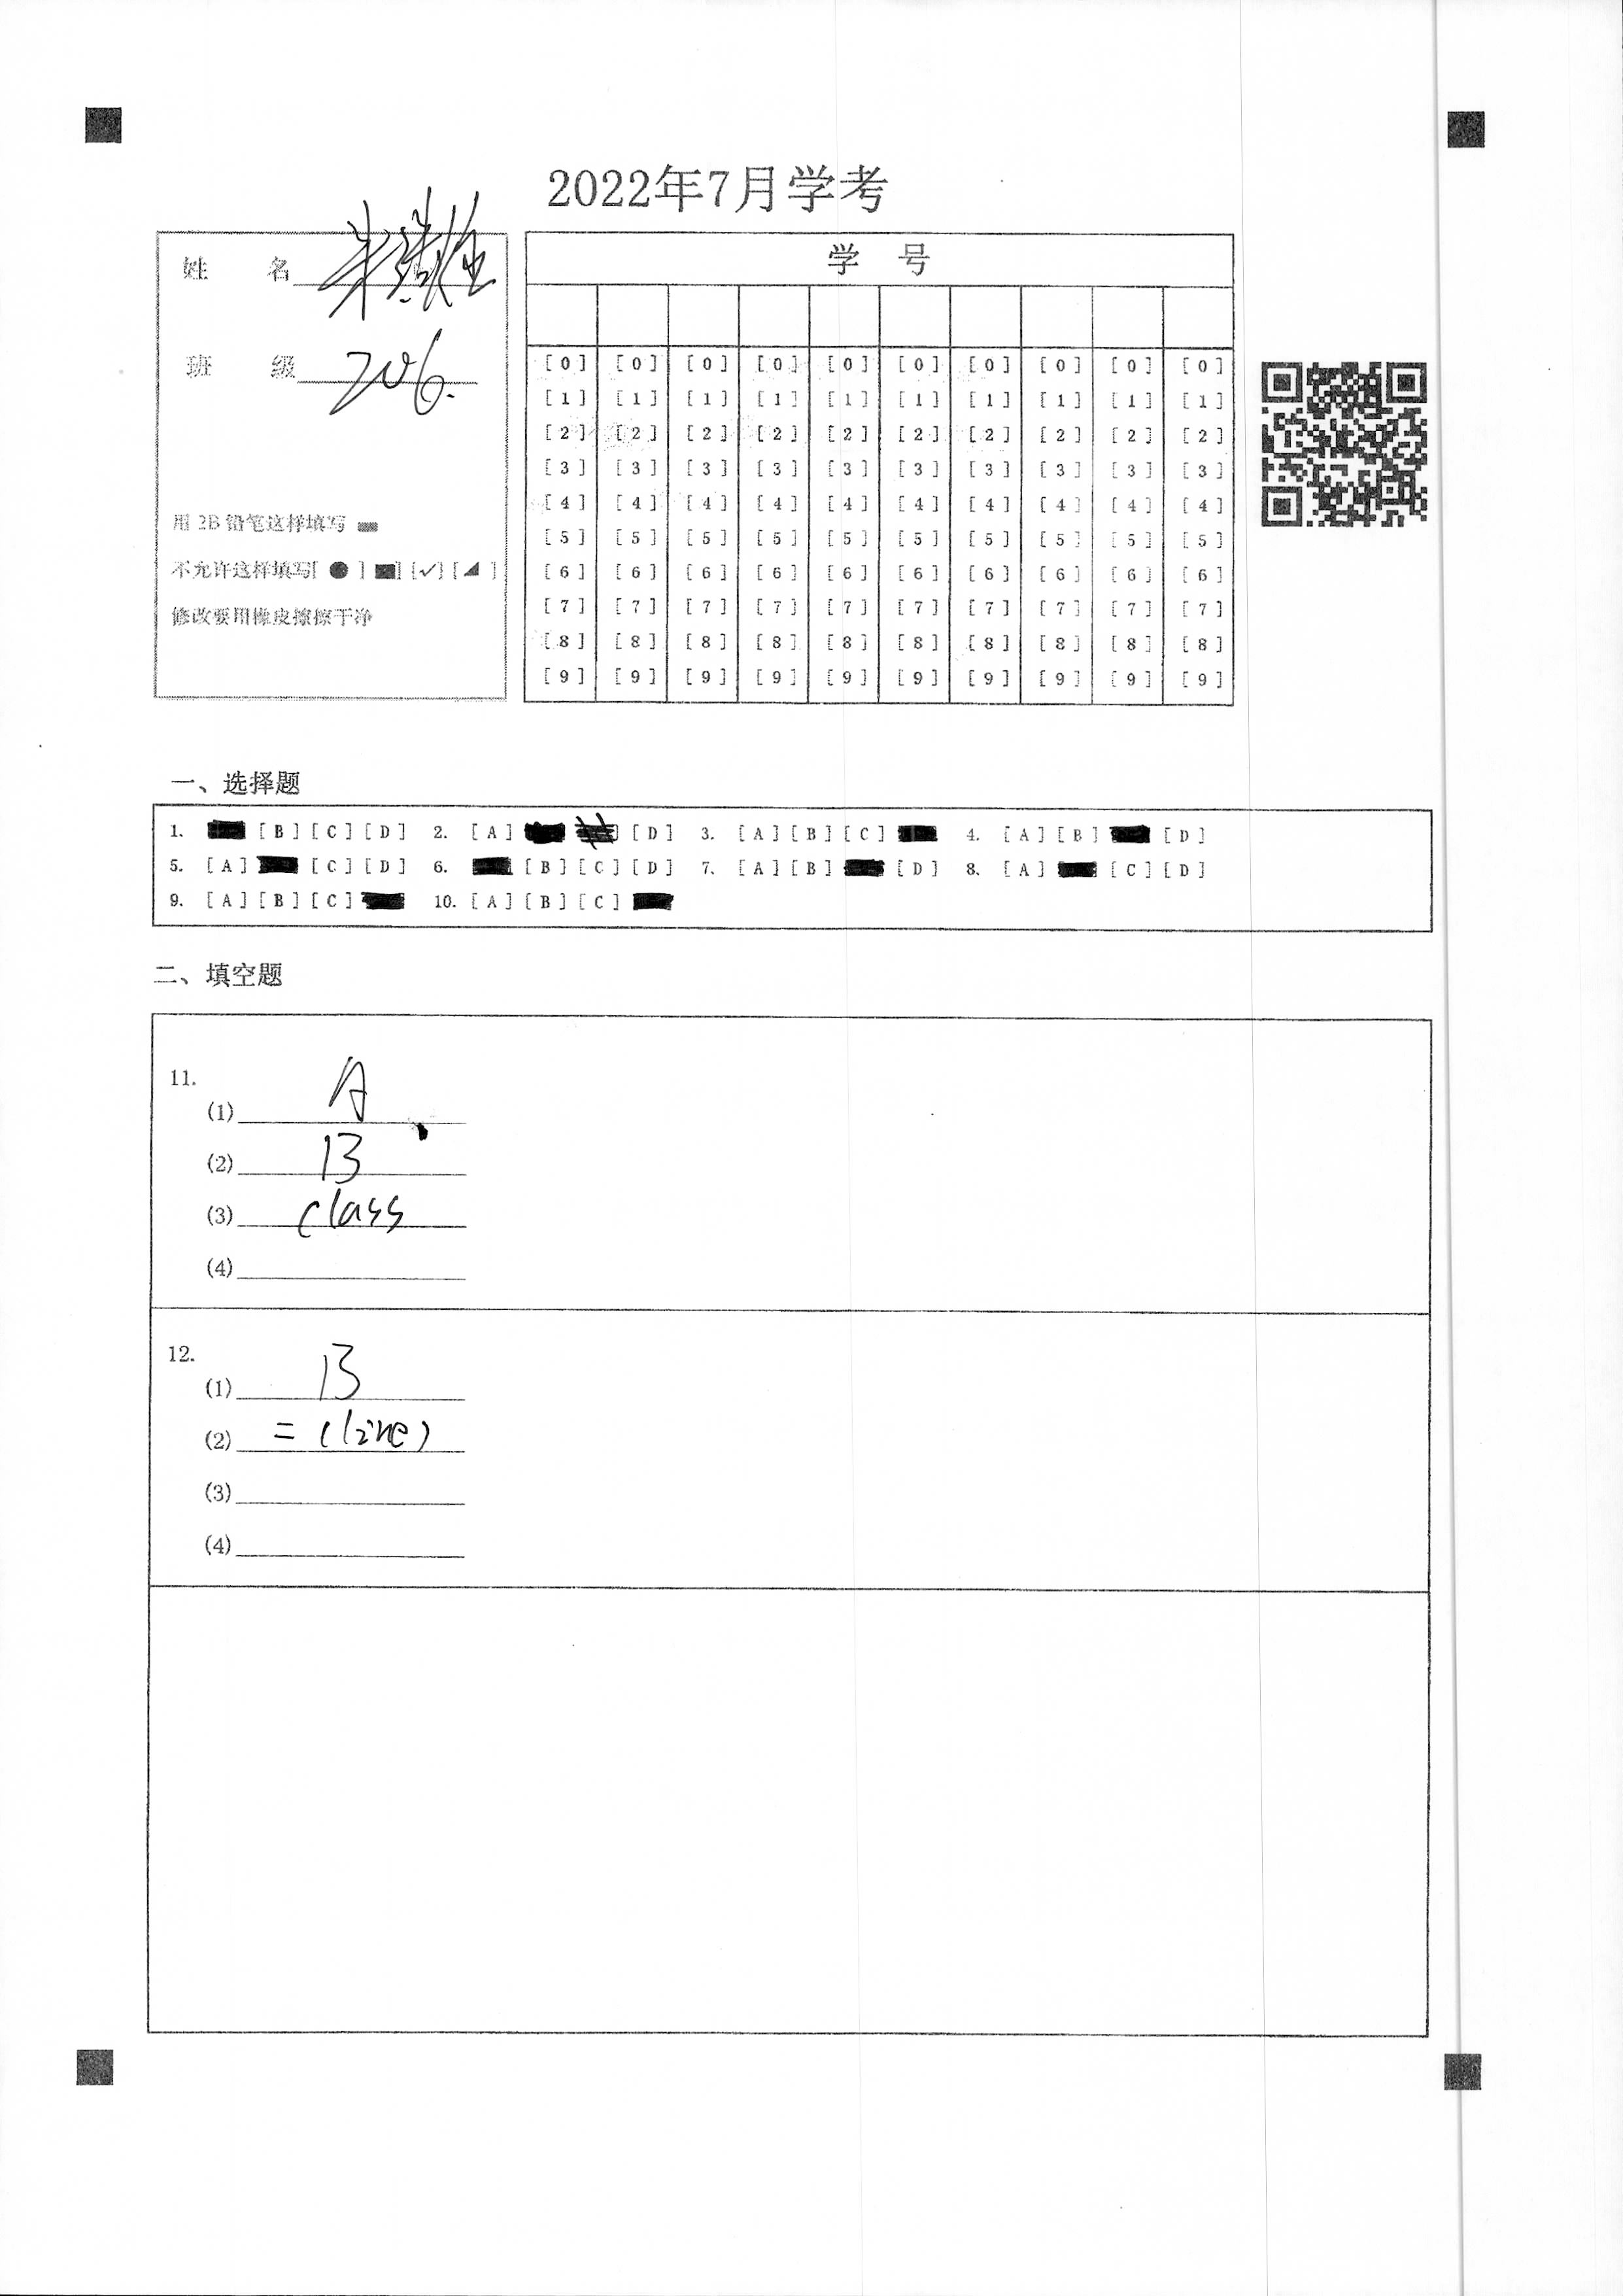 2022年7月学考
姓 名
班 级 206.
用 2B 铅笔这样填写
不允许这样填写[ ● ] [■] [✓] [◢ ]
修改要用橡皮擦擦干净
学 号
[0] [0] [0] [0] [0] [0] [0] [0] [0] [0]
[1] [1] [1] [1] [1] [1] [1] [1] [1] [1]
[2] [2] [2] [2] [2] [2] [2] [2] [2] [2]
[3] [3] [3] [3] [3] [3] [3] [3] [3] [3]
[4] [4] [4] [4] [4] [4] [4] [4] [4] [4]
[5] [5] [5] [5] [5] [5] [5] [5] [5] [5]
[6] [6] [6] [6] [6] [6] [6] [6] [6] [6]
[7] [7] [7] [7] [7] [7] [7] [7] [7] [7]
[8] [8] [8] [8] [8] [8] [8] [8] [8] [8]
[9] [9] [9] [9] [9] [9] [9] [9] [9] [9]
一、选择题
1. [B] [C] [D] 2. [A] [D] 3. [A] [B] [C] 4. [A] [B] [D]
5. [A] [C] [D] 6. [B] [C] [D] 7. [A] [B] [D] 8. [A] [C] [D]
9. [A] [B] [C] 10. [A] [B] [C]
二、填空题
11.
(1) A
(2) B
(3) class
(4)
12.
(1) B
(2) = (line)
(3)
(4)